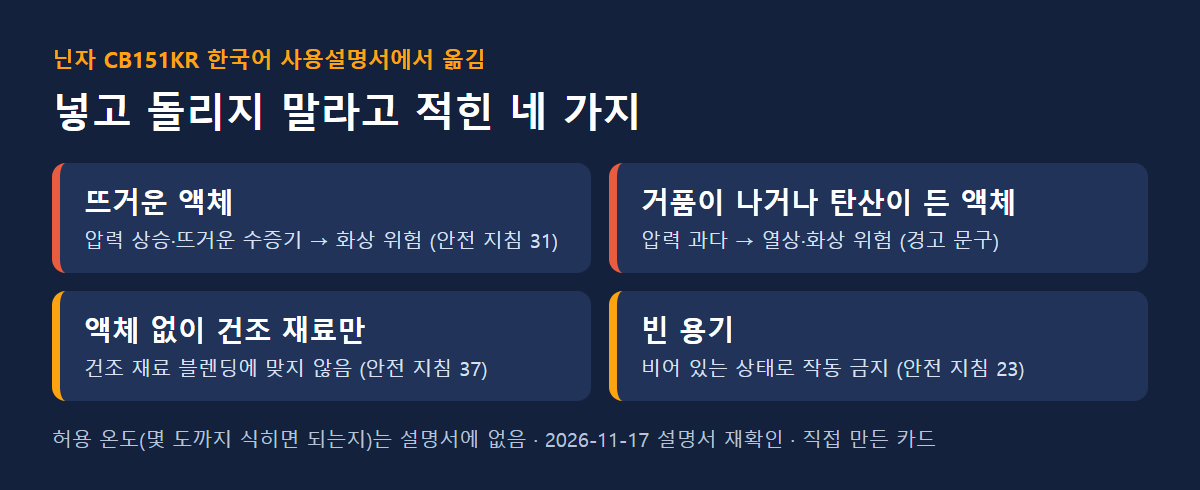 닌자 CB151KR 한국어 사용설명서에서 옮김
넣고 돌리지 말라고 적힌 네 가지
뜨거운 액체
압력 상승·뜨거운 수증기 → 화상 위험 (안전 지침 31)
거품이 나거나 탄산이 든 액체
압력 과다 → 열상·화상 위험 (경고 문구)
액체 없이 건조 재료만
건조 재료 블렌딩에 맞지 않음 (안전 지침 37)
빈 용기
비어 있는 상태로 작동 금지 (안전 지침 23)
허용 온도(몇 도까지 식히면 되는지)는 설명서에 없음 · 2026-11-17 설명서 재확인 · 직접 만든 카드